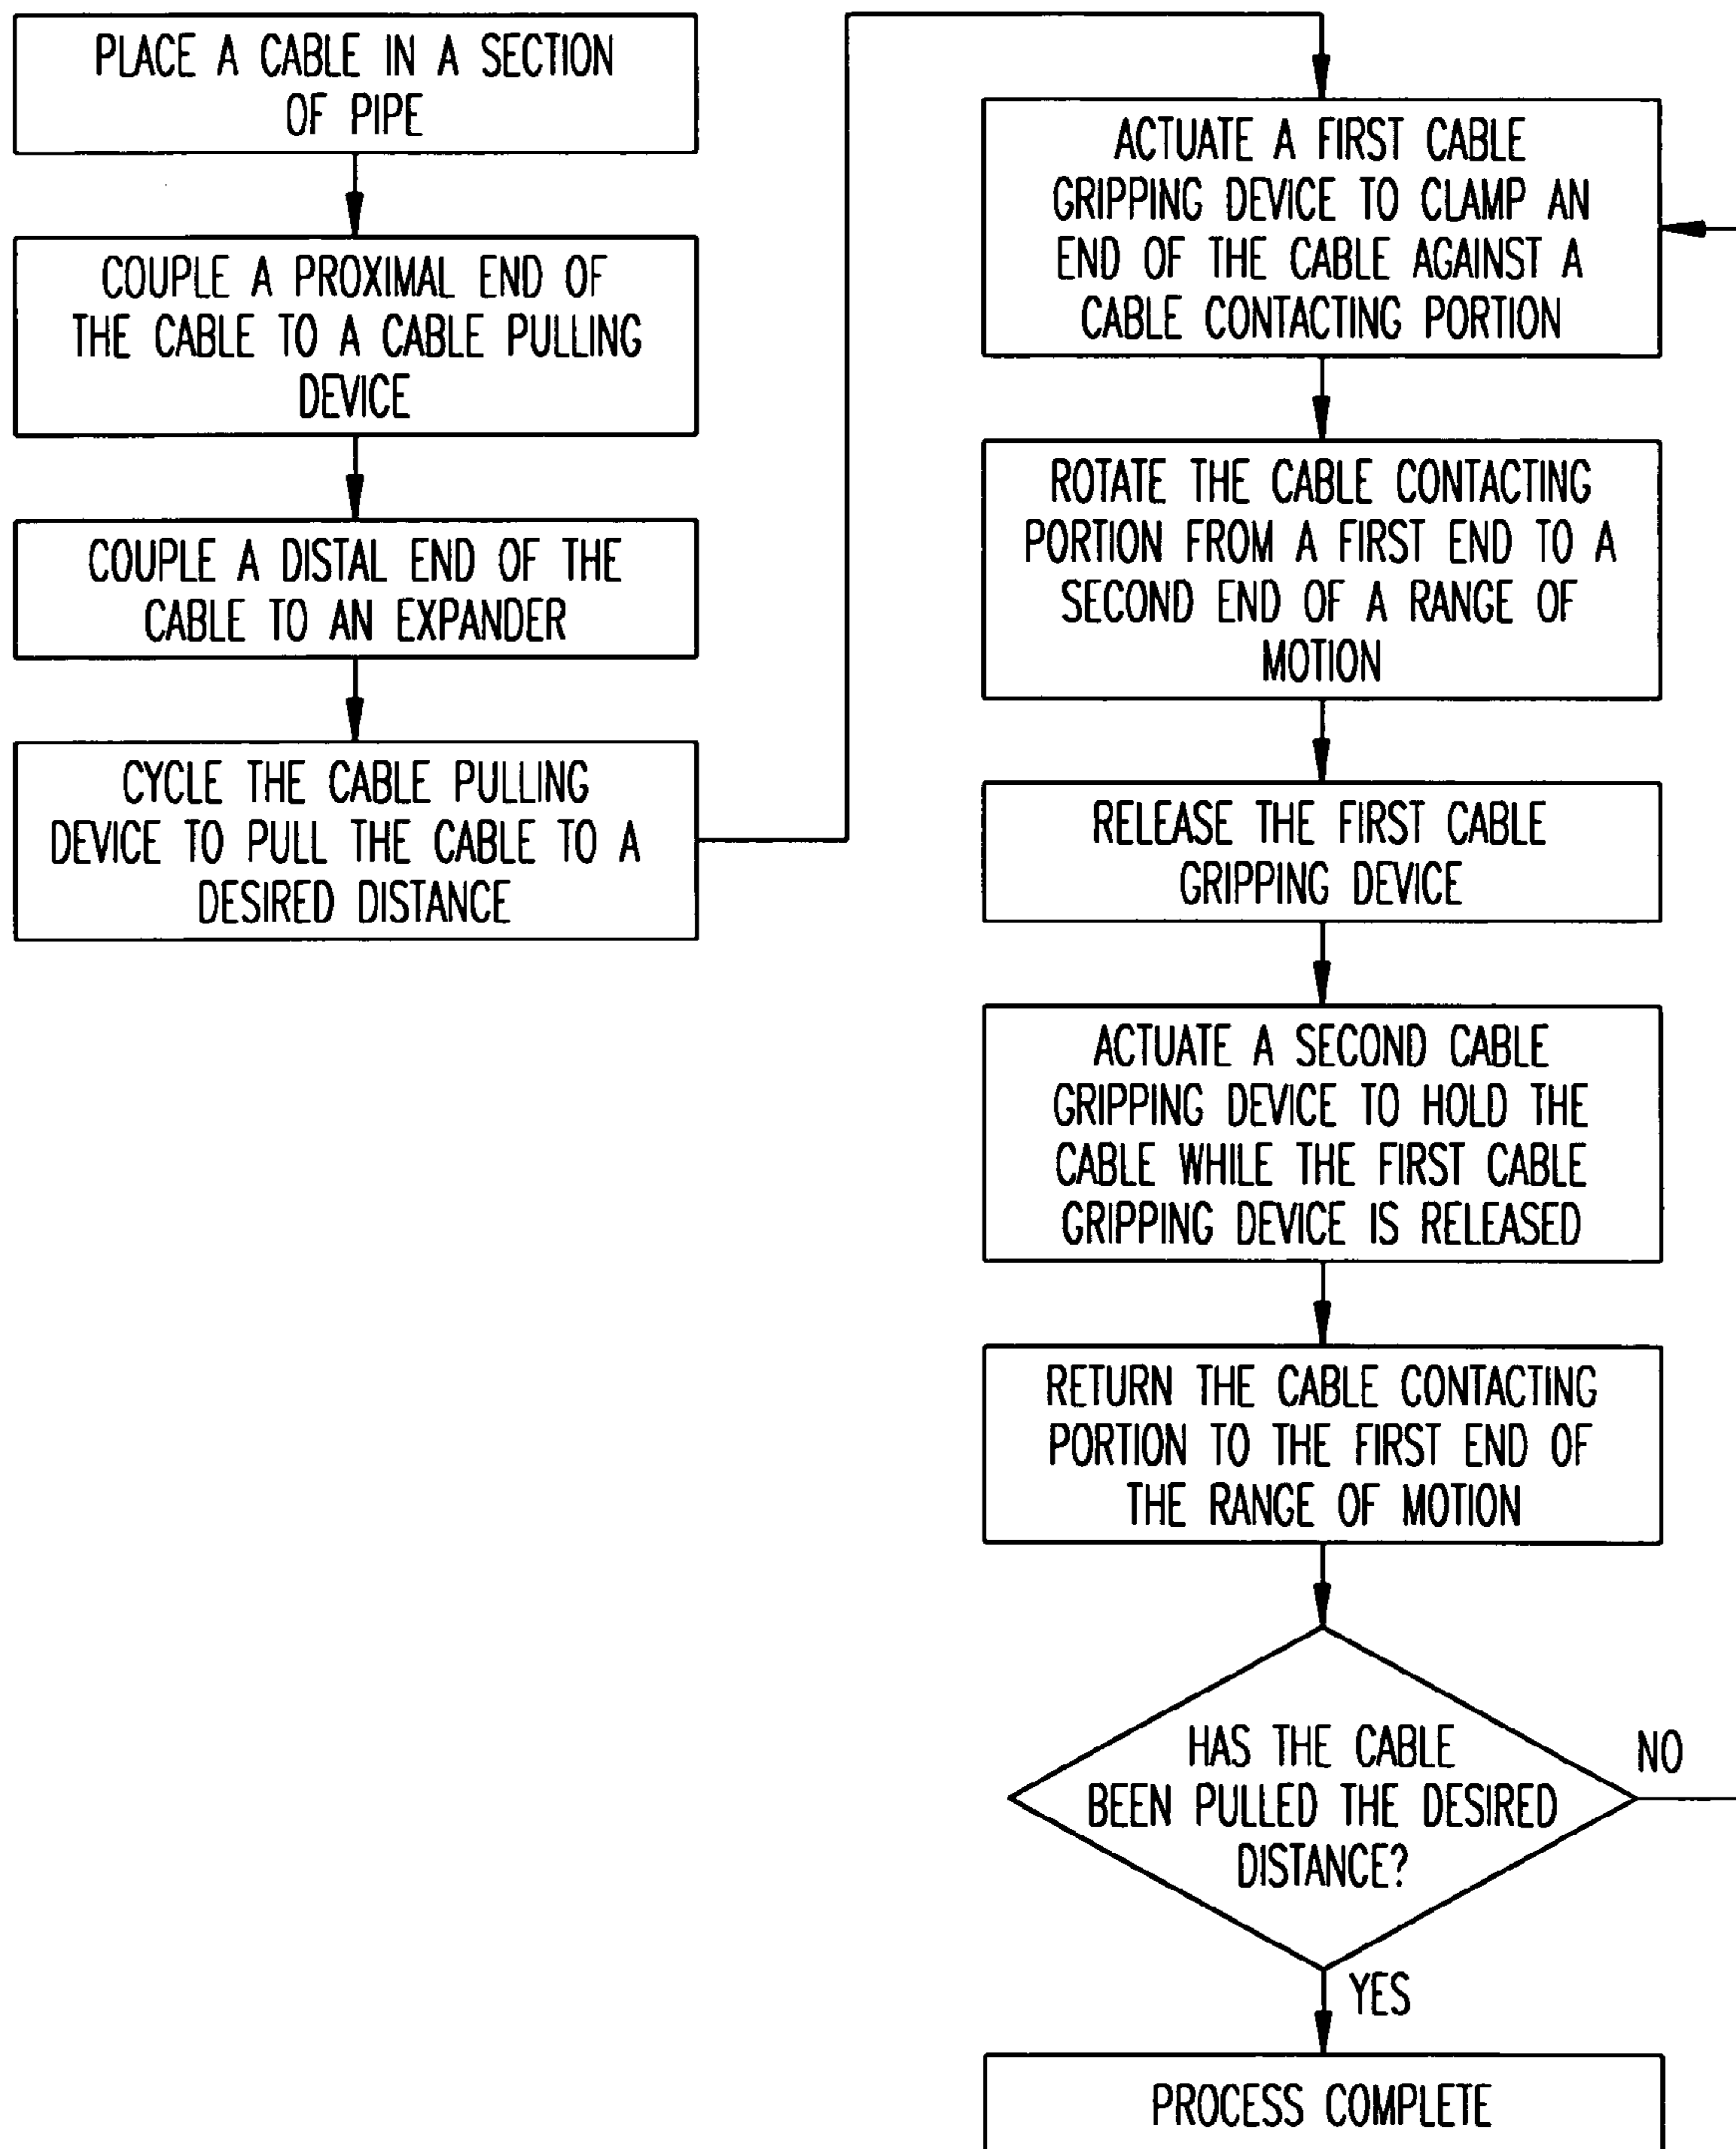 PLACE A CABLE IN A SECTION
OF PIPE
COUPLE A PROXIMAL END OF
THE CABLE TO A CABLE PULLING
DEVICE
COUPLE A DISTAL END OF THE
CABLE TO AN EXPANDER
CYCLE THE CABLE PULLING
DEVICE TO PULL THE CABLE TO A
DESIRED DISTANCE
ACTUATE A FIRST CABLE
GRIPPING DEVICE TO CLAMP AN
END OF THE CABLE AGAINST A
CABLE CONTACTING PORTION
ROTATE THE CABLE CONTACTING
PORTION FROM A FIRST END TO A
SECOND END OF A RANGE OF
MOTION
RELEASE THE FIRST CABLE
GRIPPING DEVICE
ACTUATE A SECOND CABLE
GRIPPING DEVICE TO HOLD THE
CABLE WHILE THE FIRST CABLE
GRIPPING DEVICE IS RELEASED
RETURN THE CABLE CONTACTING
PORTION TO THE FIRST END OF
THE RANGE OF MOTION
HAS THE CABLE
BEEN PULLED THE DESIRED
DISTANCE?
NO
YES
PROCESS COMPLETE